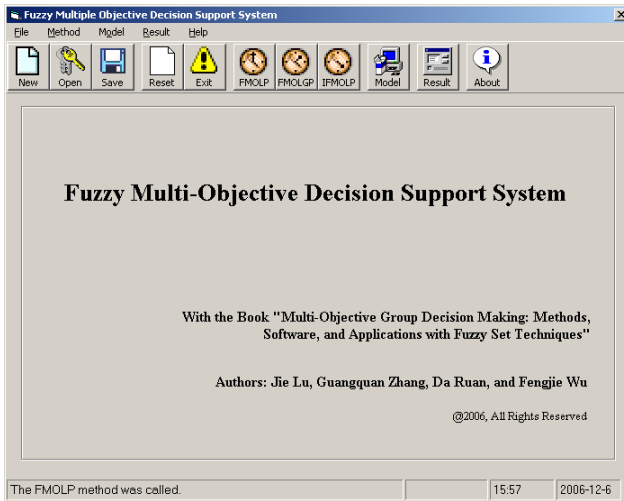 Fuzzy Multiple Objective Decision Support System
File Method Model Result Help
New Open Save Reset Exit FMOLP FMOLGP IFMOLP Model Result About
Fuzzy Multi-Objective Decision Support System
With the Book "Multi-Objective Group Decision Making: Methods,
Software, and Applications with Fuzzy Set Techniques"
Authors: Jie Lu, Guangquan Zhang, Da Ruan, and Fengjie Wu
@2006, All Rights Reserved
The FMOLP method was called. 15:57 2006-12-6